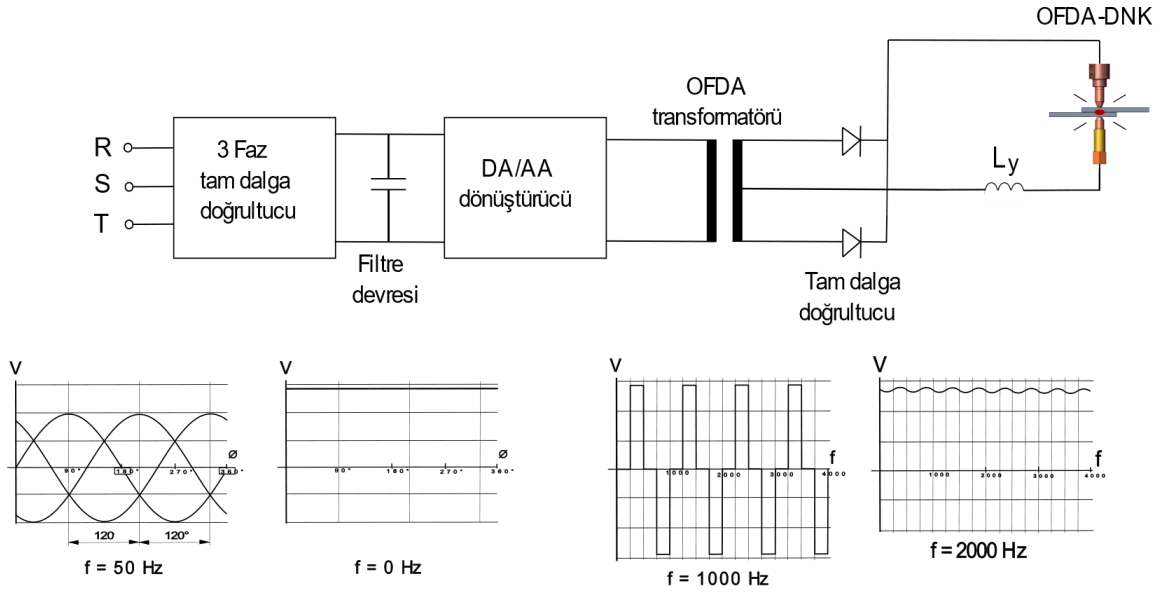 OFDA-DNK
OFDA
transformatörü
R
S
T
3 Faz
tam dalga
doğrultucu
DA/AA
dönüştürücü
Ly
Filtre
devresi
Tam dalga
doğrultucu
V
Ø
90°
180°
270°
360°
120
120°
f = 50 Hz
V
Ø
90°
180°
270°
360°
f = 0 Hz
V
f
1000
2000
3000
4000
f = 1000 Hz
V
f
1000
2000
3000
4000
f = 2000 Hz